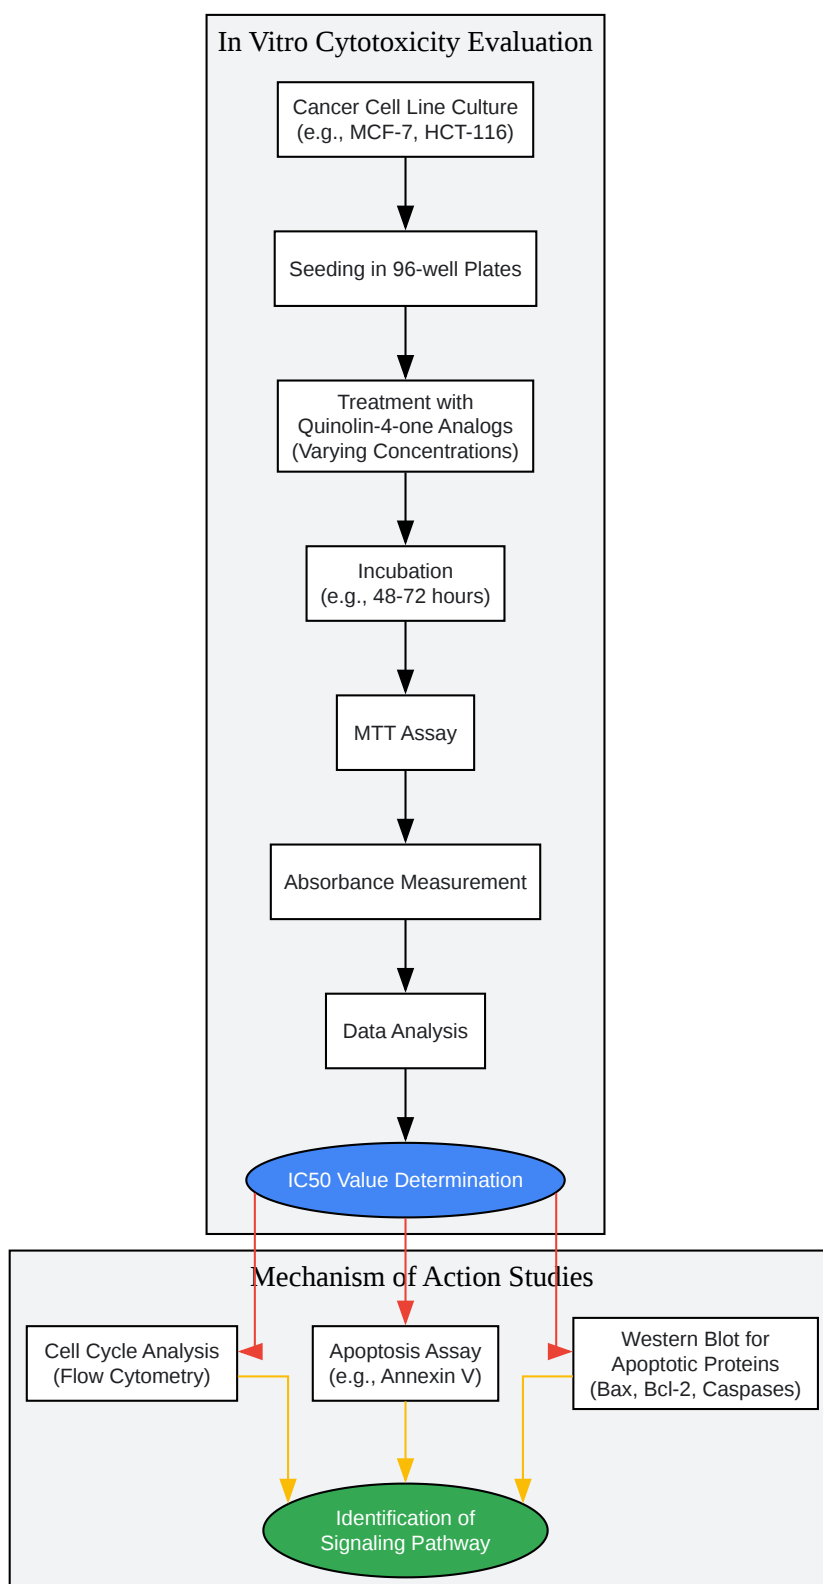 In Vitro Cytotoxicity Evaluation
Cancer Cell Line Culture
(e.g., MCF-7, HCT-116)
Seeding in 96-well Plates
Treatment with
Quinolin-4-one Analogs
(Varying Concentrations)
Incubation
(e.g., 48-72 hours)
MTT Assay
Absorbance Measurement
Data Analysis
IC50 Value Determination
Mechanism of Action Studies
Cell Cycle Analysis
(Flow Cytometry)
Apoptosis Assay
(e.g., Annexin V)
Western Blot for
Apoptotic Proteins
(Bax, Bcl-2, Caspases)
Identification of
Signaling Pathway